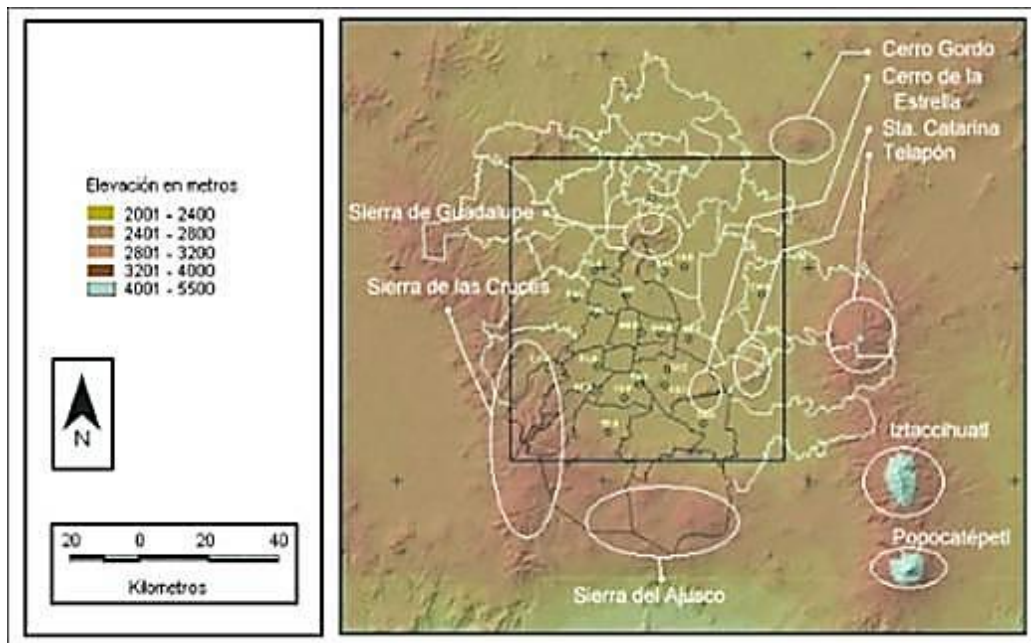 Elevación en metros
2001 - 2400
2401 - 2800
2801 - 3200
3201 - 4000
4001 - 5500
N
20 0 20 40
Kilometros
Cerro Gordo
Cerro de la
Estrella
Sta. Catarina
Telapón
Sierra de Guadalupe
Sierra de las Cruces
Iztaccihuatl
Popocatépetl
Sierra del Ajusco